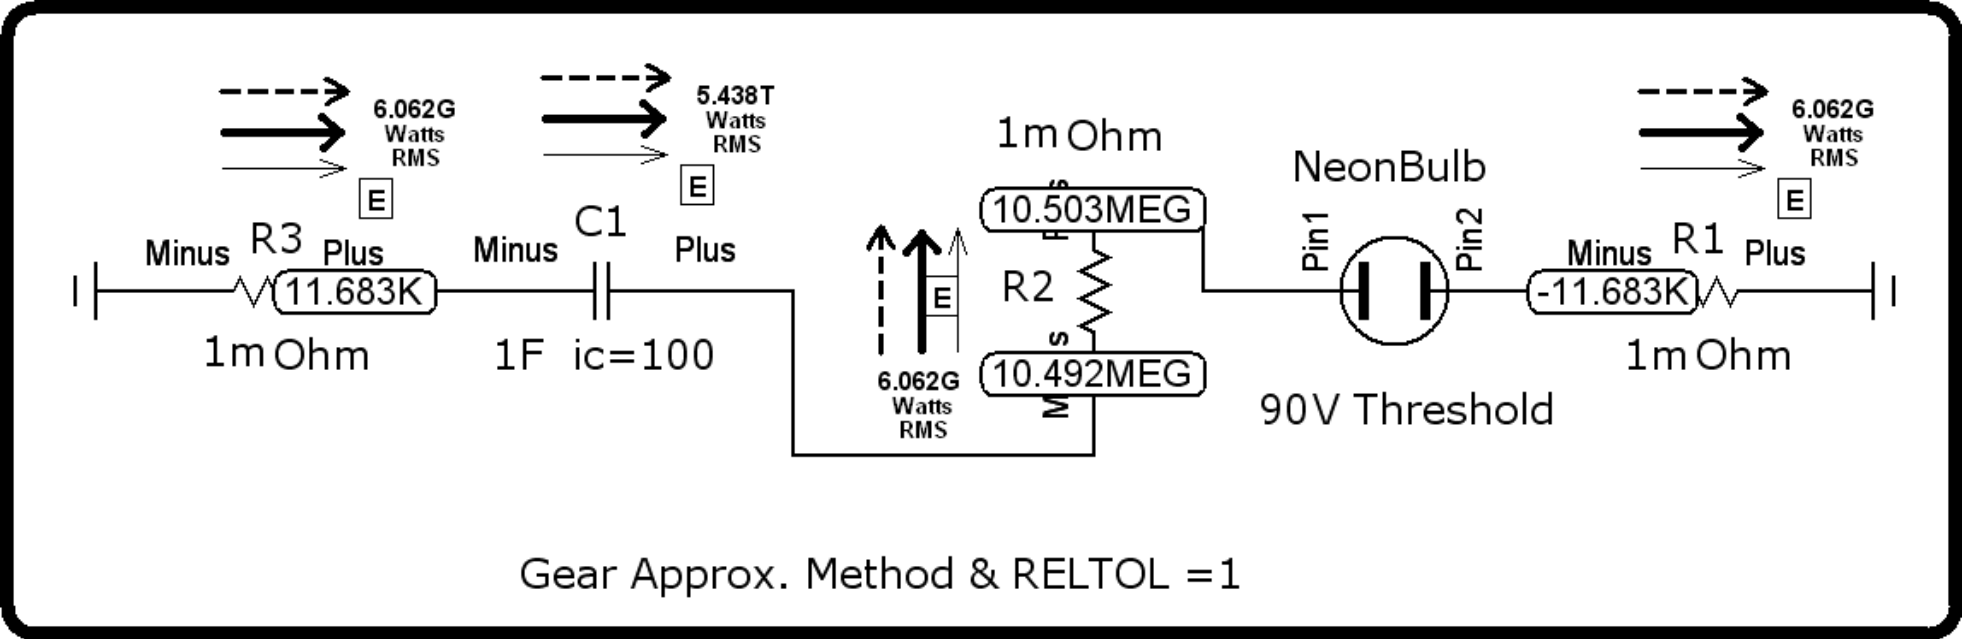 6.062G
Watts
RMS
E
5.438T
Watts
RMS
E
6.062G
Watts
RMS
E
1m Ohm
NeonBulb
10.503MEG
Pin1
Pin2
Minus R3 Plus
11.683K
1m Ohm
Minus C1 Plus
1F ic=100
E
R2
10.492MEG
6.062G
Watts
RMS
Minus R1 Plus
-11.683K
1m Ohm
90V Threshold
Gear Approx. Method & RELTOL =1